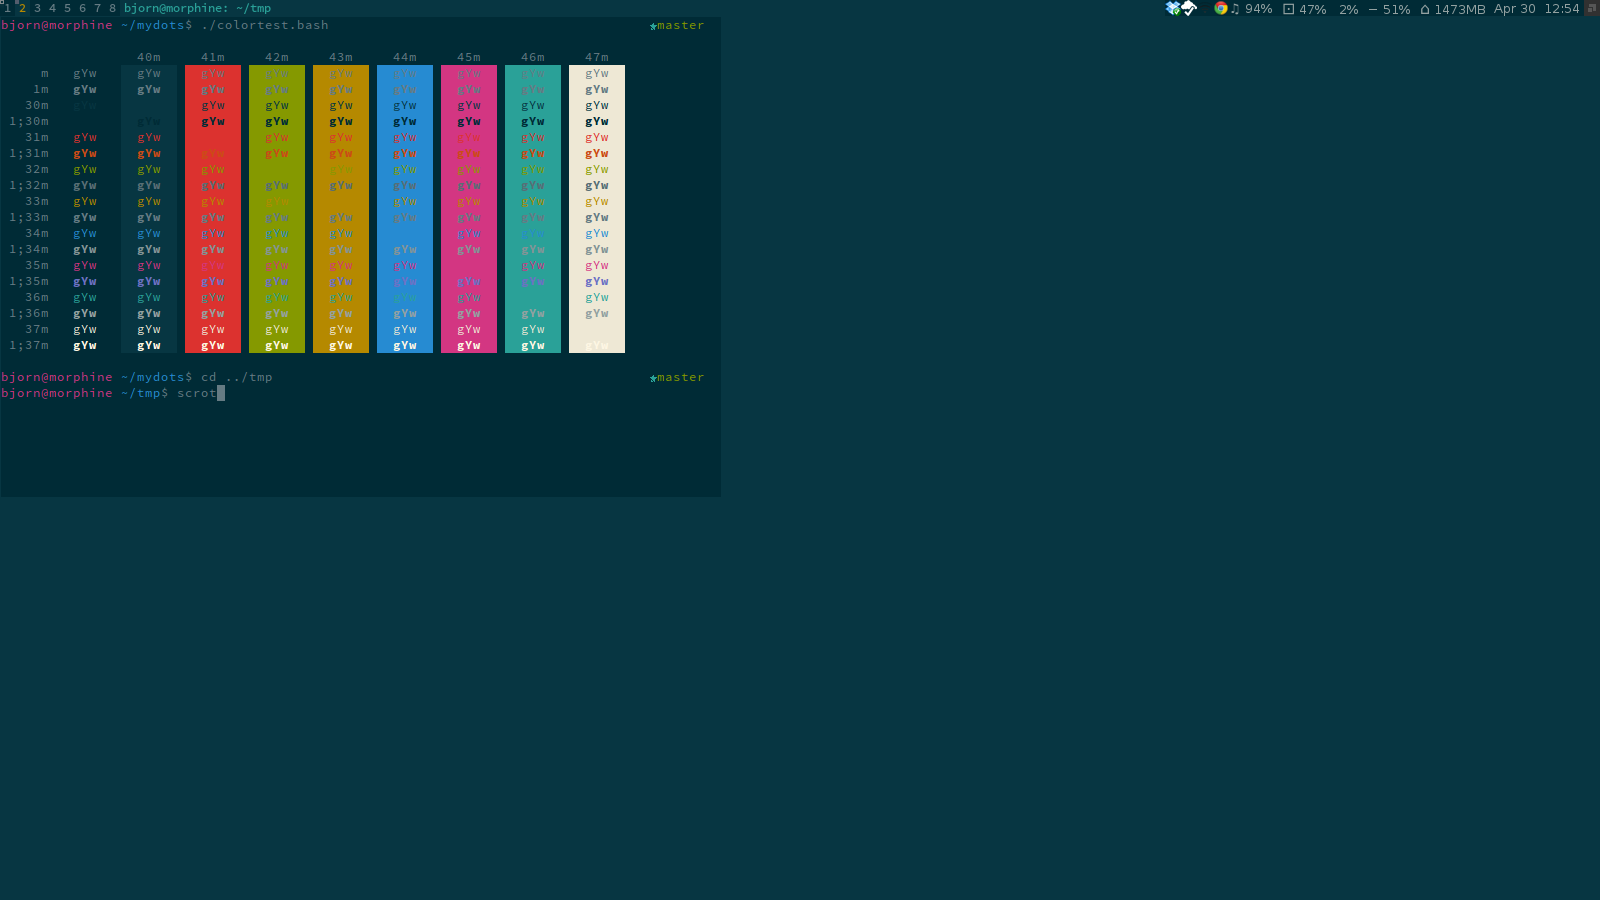 1 2 3 4 5 6 7 8 bjorn@morphine: ~/tmp 94% 47% 2% 51% 1473MB Apr 30 12:54
bjorn@morphine ~/mydots$ ./colortest.bash ★master
40m 41m 42m 43m 44m 45m 46m 47m
m gYw gYw gYw gYw gYw gYw gYw gYw gYw
1m gYw gYw gYw gYw gYw gYw gYw gYw gYw
30m gYw gYw gYw gYw gYw gYw gYw gYw
1;30m gYw gYw gYw gYw gYw gYw gYw gYw
31m gYw gYw gYw gYw gYw gYw gYw gYw
1;31m gYw gYw gYw gYw gYw gYw gYw gYw gYw
32m gYw gYw gYw gYw gYw gYw gYw gYw
1;32m gYw gYw gYw gYw gYw gYw gYw gYw gYw
33m gYw gYw gYw gYw gYw gYw gYw gYw
1;33m gYw gYw gYw gYw gYw gYw gYw gYw gYw
34m gYw gYw gYw gYw gYw gYw gYw gYw
1;34m gYw gYw gYw gYw gYw gYw gYw gYw gYw
35m gYw gYw gYw gYw gYw gYw gYw gYw
1;35m gYw gYw gYw gYw gYw gYw gYw gYw gYw
36m gYw gYw gYw gYw gYw gYw gYw gYw
1;36m gYw gYw gYw gYw gYw gYw gYw gYw gYw
37m gYw gYw gYw gYw gYw gYw gYw gYw
1;37m gYw gYw gYw gYw gYw gYw gYw gYw gYw
bjorn@morphine ~/mydots$ cd ../tmp ★master
bjorn@morphine ~/tmp$ scrot